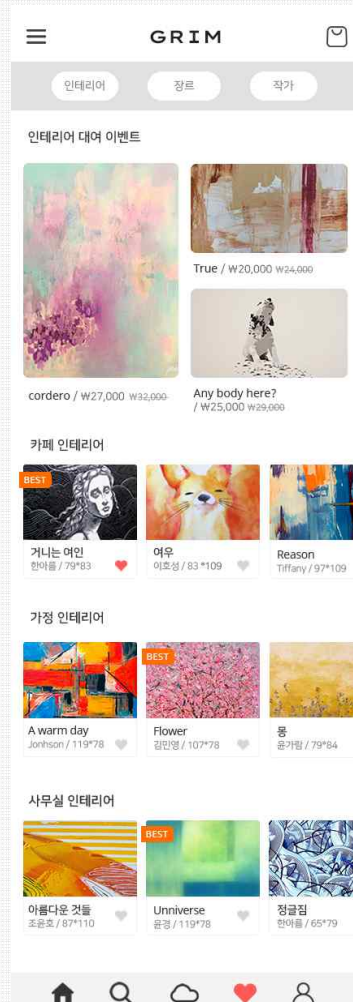 GRIM
인테리어
장르
작가
인테리어 대여 이벤트
True / ₩20,000 ₩24,000
cordero / ₩27,000 ₩32,000
Any body here?
/ ₩25,000 ₩29,000
카페 인테리어
BEST
거니는 여인
한아름 / 79*83
여우
이호성 / 83 *109
Reason
Tiffany / 97*109
가정 인테리어
BEST
A warm day
Jonhson / 119*78
Flower
김민영 / 107*78
몽
윤가람 / 79*84
사무실 인테리어
BEST
아름다운 것들
조윤호 / 87*110
Unniverse
윤경 / 119*78
정글짐
한아름 / 65*79